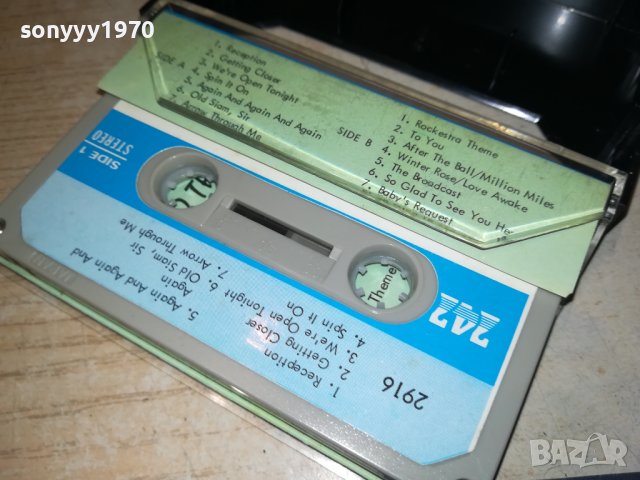 sonyyy1970
SIDE A
1. Reception
2. Getting Closer
3. We're Open Tonight
4. Spin It On
5. Again And Again And Again
6. Old Siam, Sir
7. Arrow Through Me
SIDE B
1. Rockestra Theme
2. To You
3. After The Ball/Million Miles
4. Winter Rose/Love Awake
5. The Broadcast
6. So Glad To See You He
7. Baby's Request
SIDE 1
STEREO
Theme
242
2916
1. Reception
2. Getting Closer
3. We're Open Tonight
4. Spin It On
5. Again And Again And
Again
6. Old Siam, Sir
7. Arrow Through Me
BAZAR